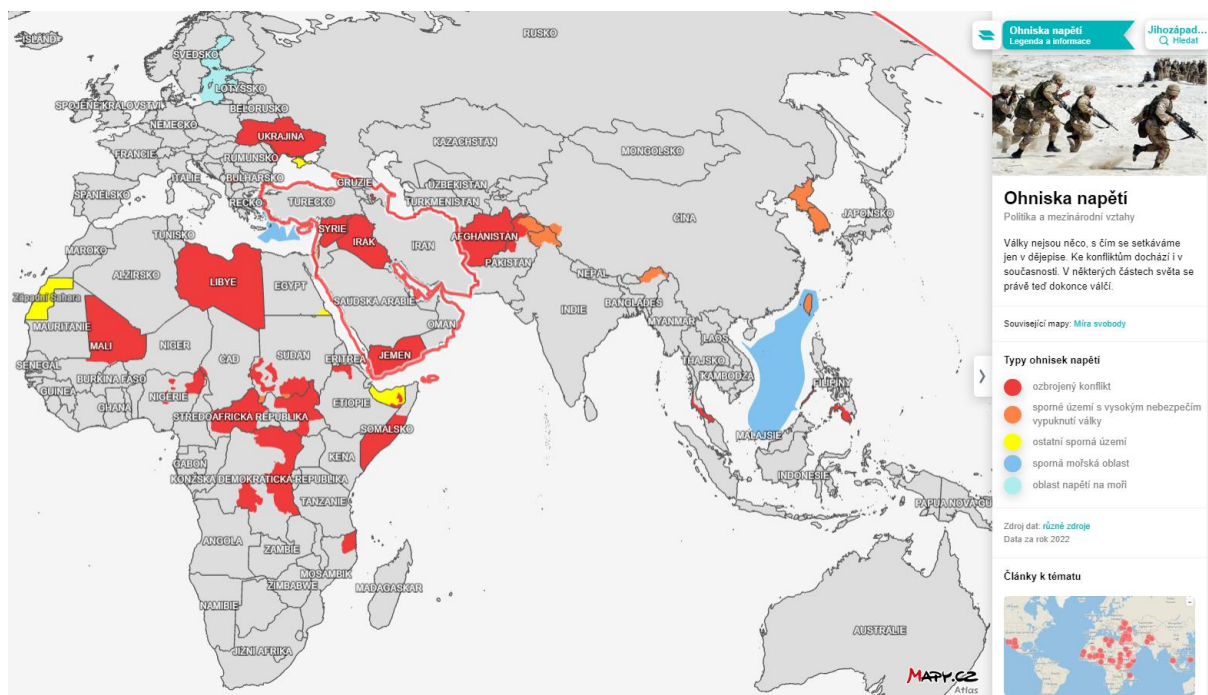 ISLAND
RUSKO
ŠVÉDSKO
LOTYŠSKO
SPOJENÉ KRÁLOVSTVÍ
BĚLORUSKO
NĚMECKO
UKRAJINA
KAZACHSTÁN
FRANCIE
MONGOLSKO
RUMUNSKO
ITÁLIE
BULHARSKO
GRUZIE
UZBEKISTÁN
ŠPANĚLSKO
ŘECKO
TURECKO
TURKMENISTÁN
ČÍNA
JAPONSKO
TUNISKO
SÝRIE
AFGHÁNISTÁN
MAROKO
IRÁK
ÍRÁN
ALŽÍRSKO
PÁKISTÁN
LIBYE
EGYPT
NEPÁL
Západní Sahara
SAÚDSKÁ ARÁBIE
BANGLADÉŠ
INDIE
MAURITÁNIE
OMÁN
MYANMAR
MALI
NIGER
LAOS
JEMEN
ČAD
SÚDÁN
ERITREA
THAJSKO
SENEGAL
BURKINA FASO
KAMBODŽA
FILIPÍNY
GUINEA
NIGÉRIE
GHANA
ETIOPIE
STŘEDOAFRICKÁ REPUBLIKA
SOMÁLSKO
MALAJSIE
GABON
KEŇA
INDONÉSIE
KONŽSKÁ DEMOKRATICKÁ REPUBLIKA
TANZANIE
PAPUA NOVÁ GU
ANGOLA
ZAMBIE
MOSAMBIK
ZIMBABWE
MADAGASKAR
NAMIBIE
AUSTRÁLIE
JIŽNÍ AFRIKA
Mapy.cz
Atlas
Ohniska napětí
Legenda a informace
Jihozápad...
Hledat
Ohniska napětí
Politika a mezinárodní vztahy
Války nejsou něco, s čím se setkáváme
jen v dějepise. Ke konfliktům dochází i v
současnosti. V některých částech světa se
právě teď dokonce válčí.
Související mapy: Míra svobody
Typy ohnisek napětí
ozbrojený konflikt
sporné území s vysokým nebezpečím
vypuknutí války
ostatní sporná území
sporná mořská oblast
oblast napětí na moři
Zdroj dat: různé zdroje
Data za rok 2022
Články k tématu